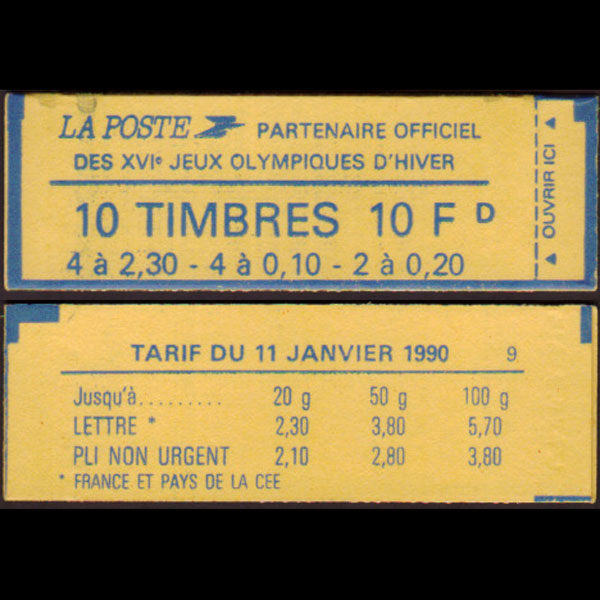 LA POSTE PARTENAIRE OFFICIEL
DES XVIe JEUX OLYMPIQUES D'HIVER
10 TIMBRES 10 F D
4 à 2,30 - 4 à 0,10 - 2 à 0,20
▲ OUVRIR ICI ▲
TARIF DU 11 JANVIER 1990 9
Jusqu'à......... 20 g 50 g 100 g
LETTRE * 2,30 3,80 5,70
PLI NON URGENT 2,10 2,80 3,80
* FRANCE ET PAYS DE LA CEE